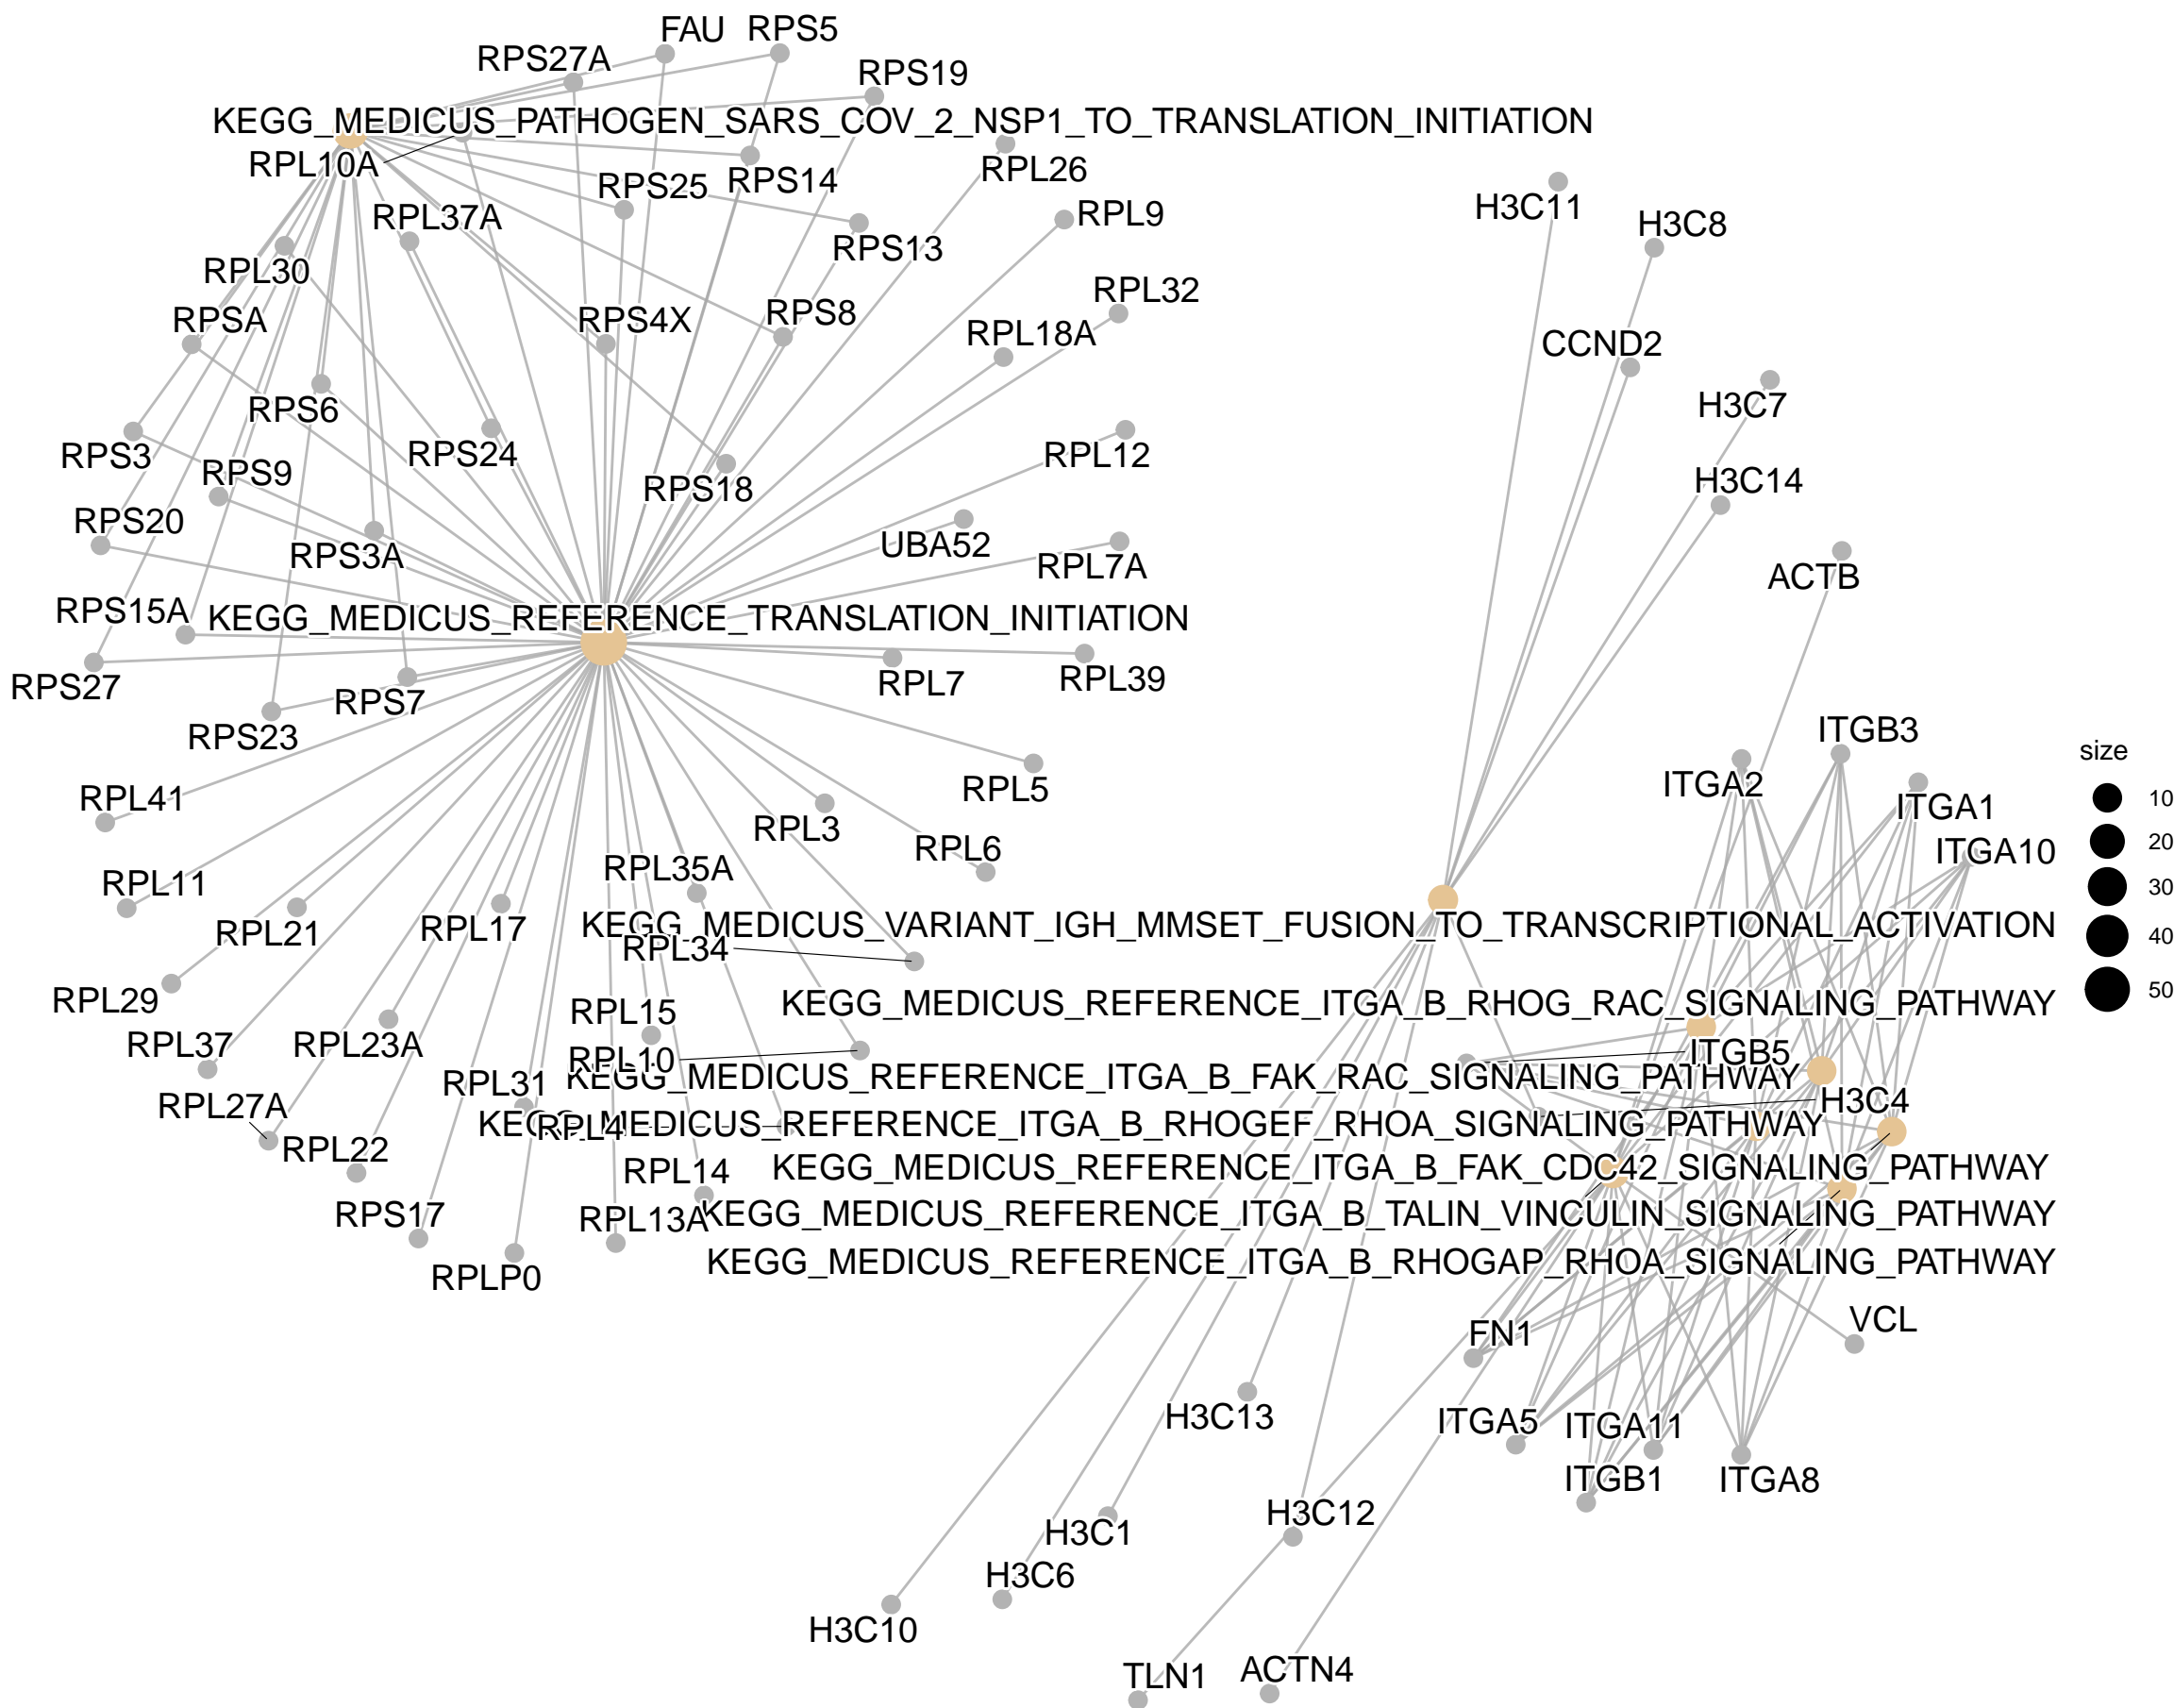 FAU
RPS5
RPS27A
RPS19
KEGG_MEDICUS_PATHOGEN_SARS_COV_2_NSP1_TO_TRANSLATION_INITIATION
RPL10A
RPS14
RPL26
RPS25
RPL37A
RPL9
H3C11
H3C8
RPS13
RPL30
RPL32
RPSA
RPS4X
RPS8
RPL18A
CCND2
H3C7
RPS6
RPS3
RPS24
RPL12
RPS9
RPS18
H3C14
RPS20
RPS3A
UBA52
RPL7A
ACTB
RPS15A
KEGG_MEDICUS_REFERENCE_TRANSLATION_INITIATION
RPS27
RPS7
RPL7
RPL39
RPS23
ITGB3
size
RPL41
RPL5
ITGA2
ITGA1
10
RPL3
RPL6
ITGA10
20
RPL11
RPL35A
30
RPL21
RPL17
KEGG_MEDICUS_VARIANT_IGH_MMSET_FUSION_TO_TRANSCRIPTIONAL_ACTIVATION
40
RPL34
50
RPL29
KEGG_MEDICUS_REFERENCE_ITGA_B_RHOG_RAC_SIGNALING_PATHWAY
RPL15
RPL37
RPL23A
RPL10
ITGB5
KEGG_MEDICUS_REFERENCE_ITGA_B_FAK_RAC_SIGNALING_PATHWAY
RPL31
RPL27A
H3C4
KEGG_MEDICUS_REFERENCE_ITGA_B_RHOGEF_RHOA_SIGNALING_PATHWAY
RPL4
RPL22
RPL14
KEGG_MEDICUS_REFERENCE_ITGA_B_FAK_CDC42_SIGNALING_PATHWAY
RPS17
RPL13A
KEGG_MEDICUS_REFERENCE_ITGA_B_TALIN_VINCULIN_SIGNALING_PATHWAY
RPLP0
KEGG_MEDICUS_REFERENCE_ITGA_B_RHOGAP_RHOA_SIGNALING_PATHWAY
FN1
VCL
H3C13
ITGA5
ITGA11
ITGB1
ITGA8
H3C1
H3C12
H3C6
H3C10
TLN1
ACTN4